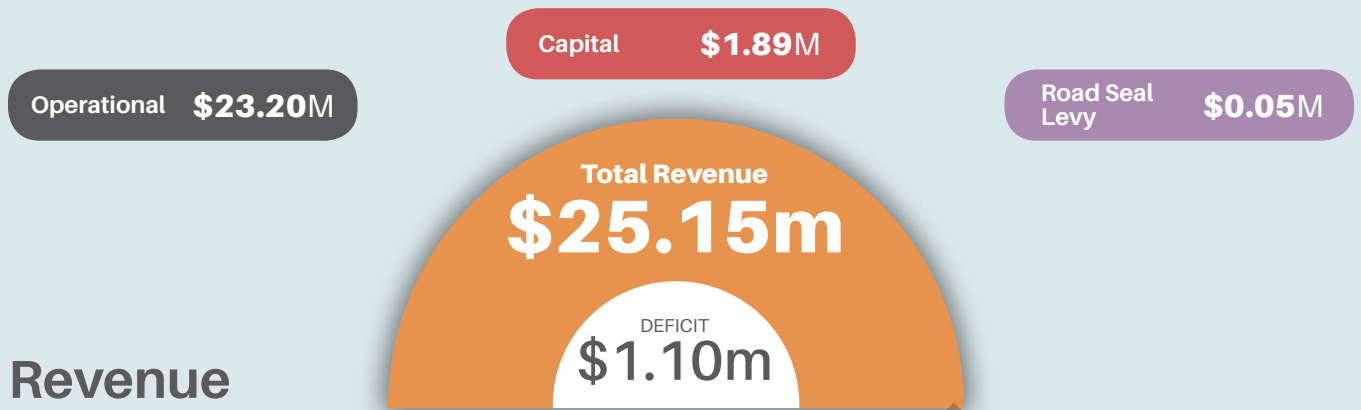 Capital $1.89M
Operational $23.20M
Road Seal
Levy
$0.05M
Total Revenue
$25.15m
DEFICIT
$1.10m
Revenue